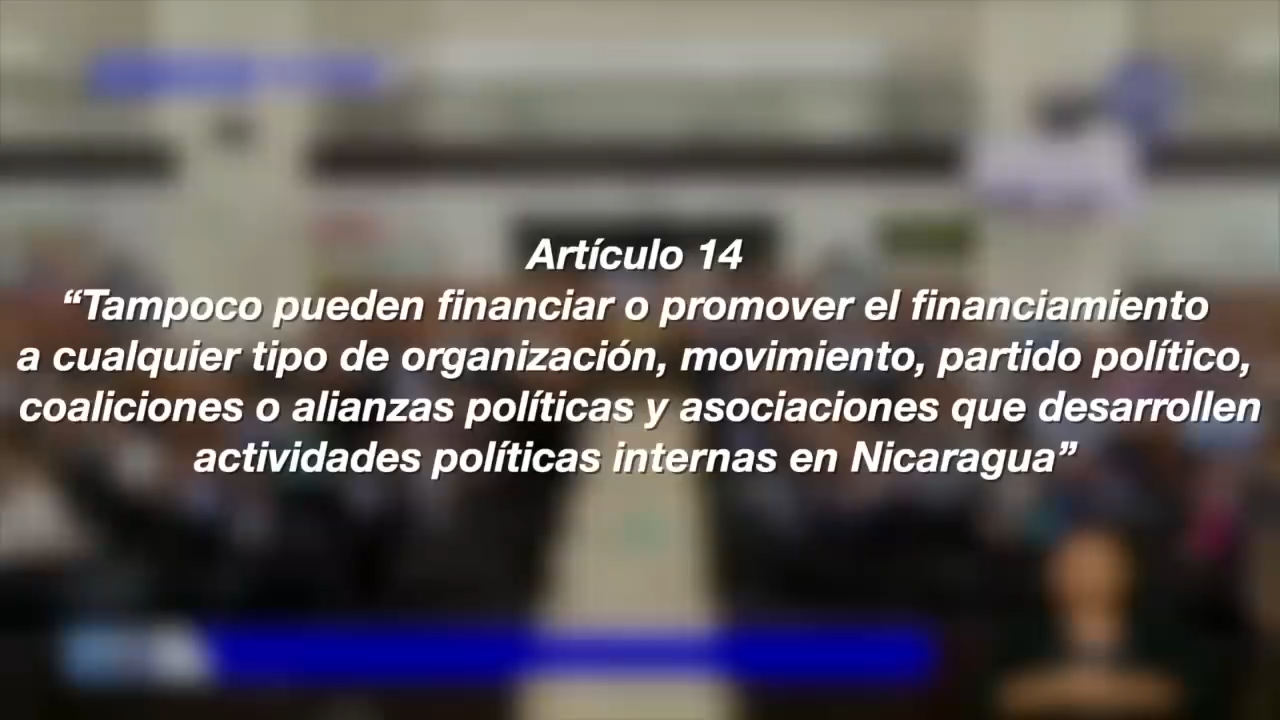 Artículo 14
“Tampoco pueden financiar o promover el financiamiento
a cualquier tipo de organización, movimiento, partido político,
coaliciones o alianzas políticas y asociaciones que desarrollen
actividades políticas internas en Nicaragua”